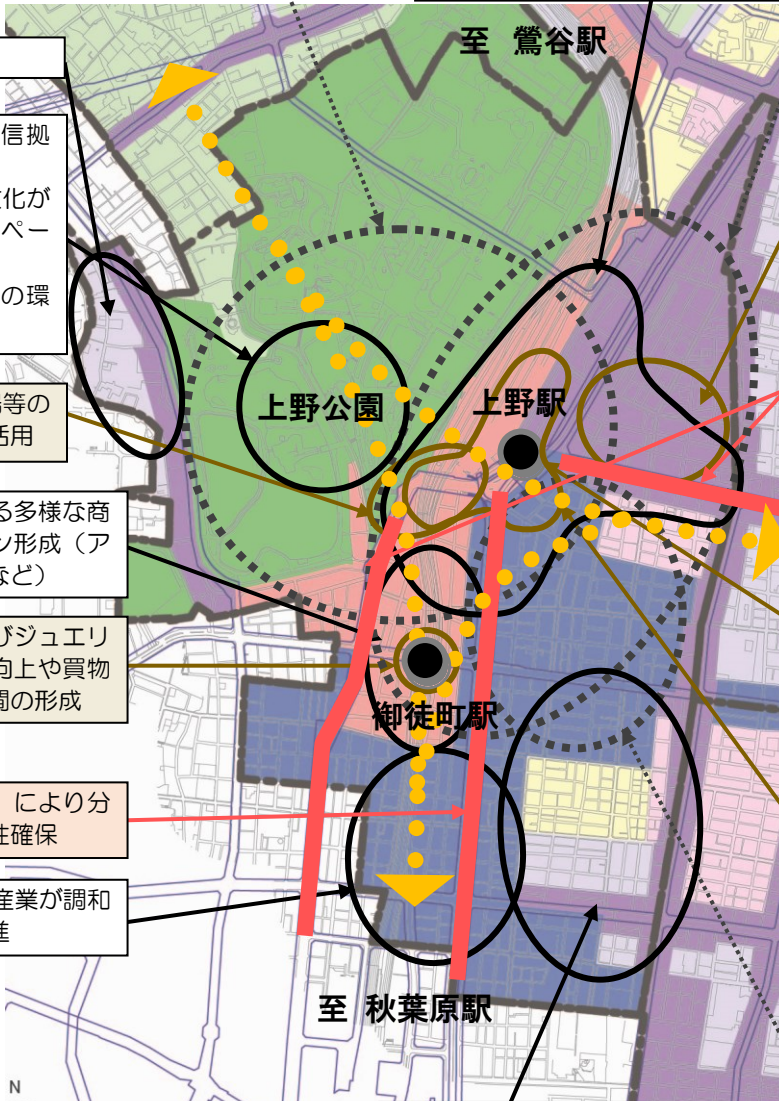 至 鶯谷駅
信拠
化が
ペー
の環
上野公園
上野駅
等の
活用
る多様な商
ン形成（ア
など）
びジュエリ
向上や買物
間の形成
御徒町駅
により分
性確保
産業が調和
進
至 秋葉原駅
N